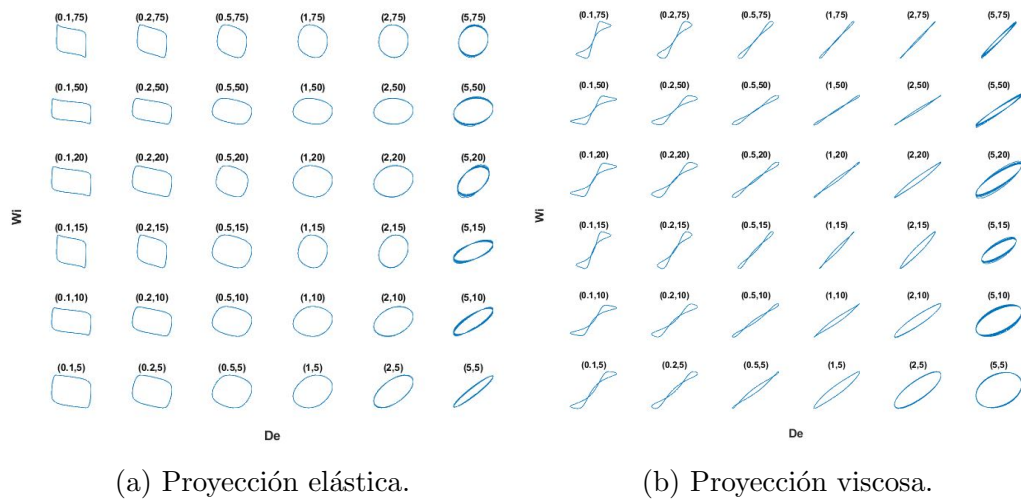 (0.1,75) (0.2,75) (0.5,75) (1,75) (2,75) (5,75)
(0.1,50) (0.2,50) (0.5,50) (1,50) (2,50) (5,50)
(0.1,20) (0.2,20) (0.5,20) (1,20) (2,20) (5,20)
Wi
(0.1,15) (0.2,15) (0.5,15) (1,15) (2,15) (5,15)
(0.1,10) (0.2,10) (0.5,10) (1,10) (2,10) (5,10)
(0.1,5) (0.2,5) (0.5,5) (1,5) (2,5) (5,5)
De
(a) Proyección elástica.
(0.1,75) (0.2,75) (0.5,75) (1,75) (2,75) (5,75)
(0.1,50) (0.2,50) (0.5,50) (1,50) (2,50) (5,50)
(0.1,20) (0.2,20) (0.5,20) (1,20) (2,20) (5,20)
Wi
(0.1,15) (0.2,15) (0.5,15) (1,15) (2,15) (5,15)
(0.1,10) (0.2,10) (0.5,10) (1,10) (2,10) (5,10)
(0.1,5) (0.2,5) (0.5,5) (1,5) (2,5) (5,5)
De
(b) Proyección viscosa.